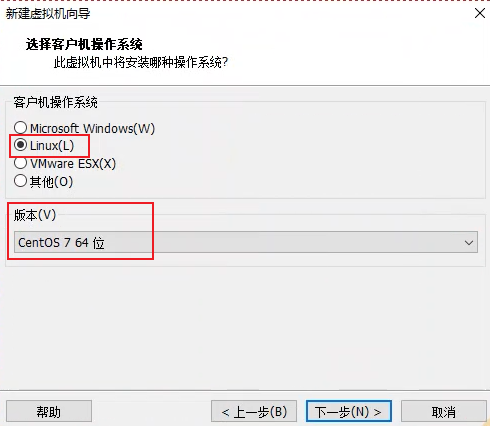 新建虚拟机向导
选择客户机操作系统
此虚拟机中将安装哪种操作系统?
客户机操作系统
Microsoft Windows(W)
Linux(L)
VMware ESX(X)
其他(O)
版本(V)
CentOS 7 64 位
帮助
< 上一步(B)
下一步(N) >
取消